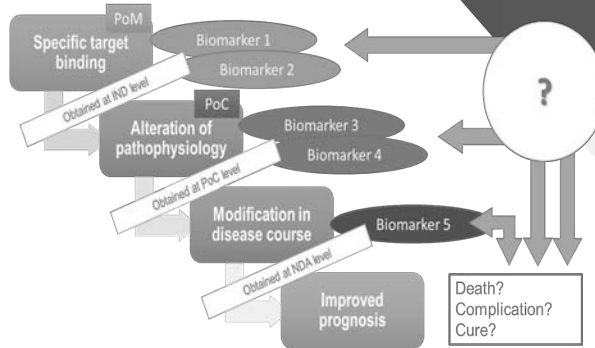 PoM
Specific target
binding
Biomarker 1
Biomarker 2
Obtained at IND level
PoC
Alteration of
pathophysiology
Biomarker 3
Biomarker 4
Obtained at PoC level
Modification in
disease course
Biomarker 5
Obtained at NDA level
Improved
prognosis
?
Death?
Complication?
Cure?